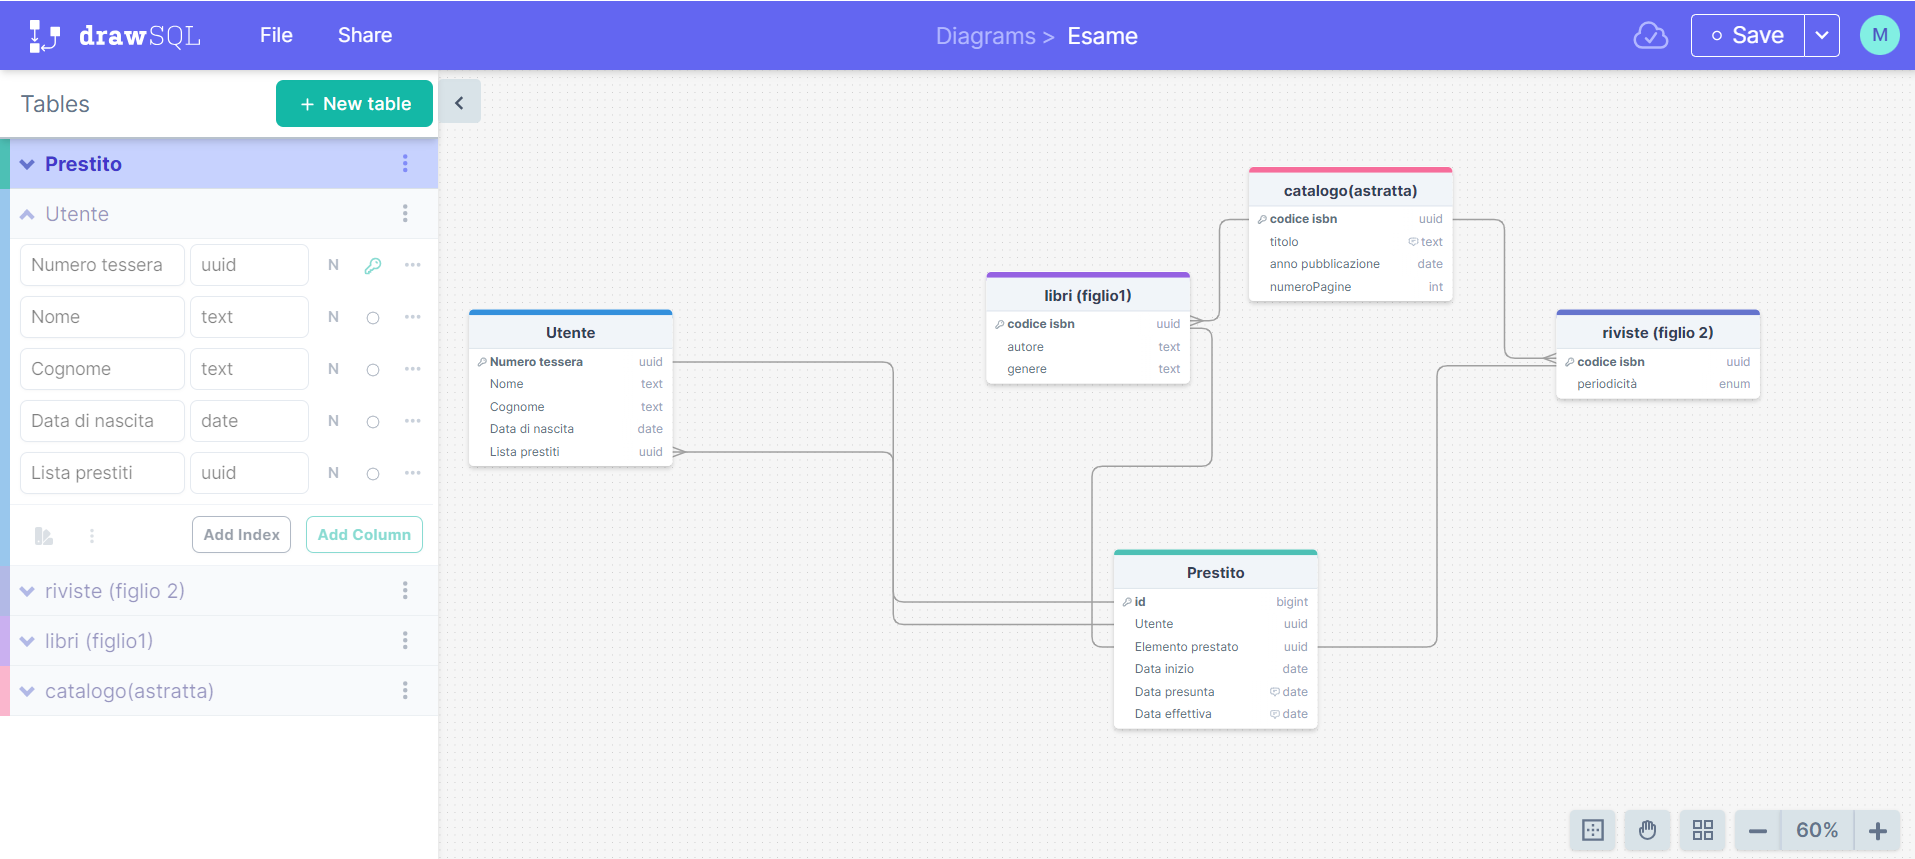 drawSQL File Share Diagrams > Esame Save M
Tables
+ New table
Prestito
Utente
Numero tessera uuid N
Nome text N
Cognome text N
Data di nascita date N
Lista prestiti uuid N
Add Index Add Column
riviste (figlio 2)
libri (figlio1)
catalogo(astratta)
catalogo(astratta)
codice isbn uuid
titolo text
anno pubblicazione date
numeroPagine int
libri (figlio1)
codice isbn uuid
autore text
genere text
Utente
Numero tessera uuid
Nome text
Cognome text
Data di nascita date
Lista prestiti uuid
riviste (figlio 2)
codice isbn uuid
periodicità enum
Prestito
id bigint
Utente uuid
Elemento prestato uuid
Data inizio date
Data presunta date
Data effettiva date
60%